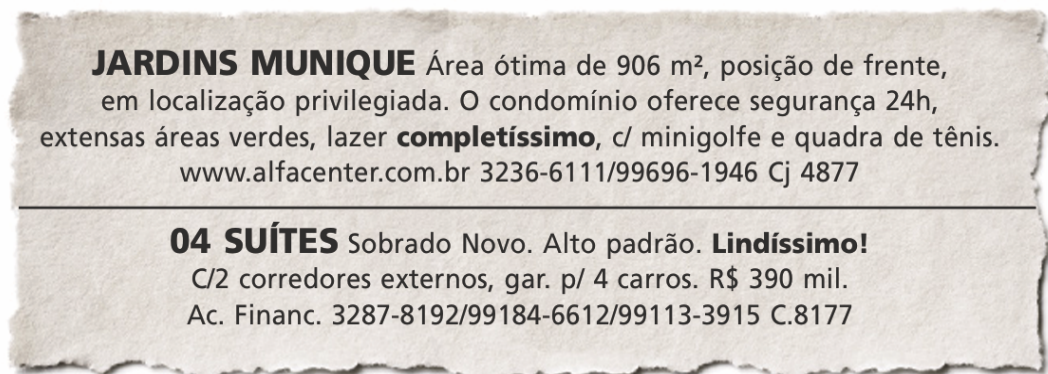 JARDINS MUNIQUE Área ótima de 906 m², posição de frente,
em localização privilegiada. O condomínio oferece segurança 24h,
extensas áreas verdes, lazer completíssimo, c/ minigolfe e quadra de tênis.
www.alfacenter.com.br 3236-6111/99696-1946 Cj 4877
04 SUÍTES Sobrado Novo. Alto padrão. Lindíssimo!
C/2 corredores externos, gar. p/ 4 carros. R$ 390 mil.
Ac. Financ. 3287-8192/99184-6612/99113-3915 C.8177